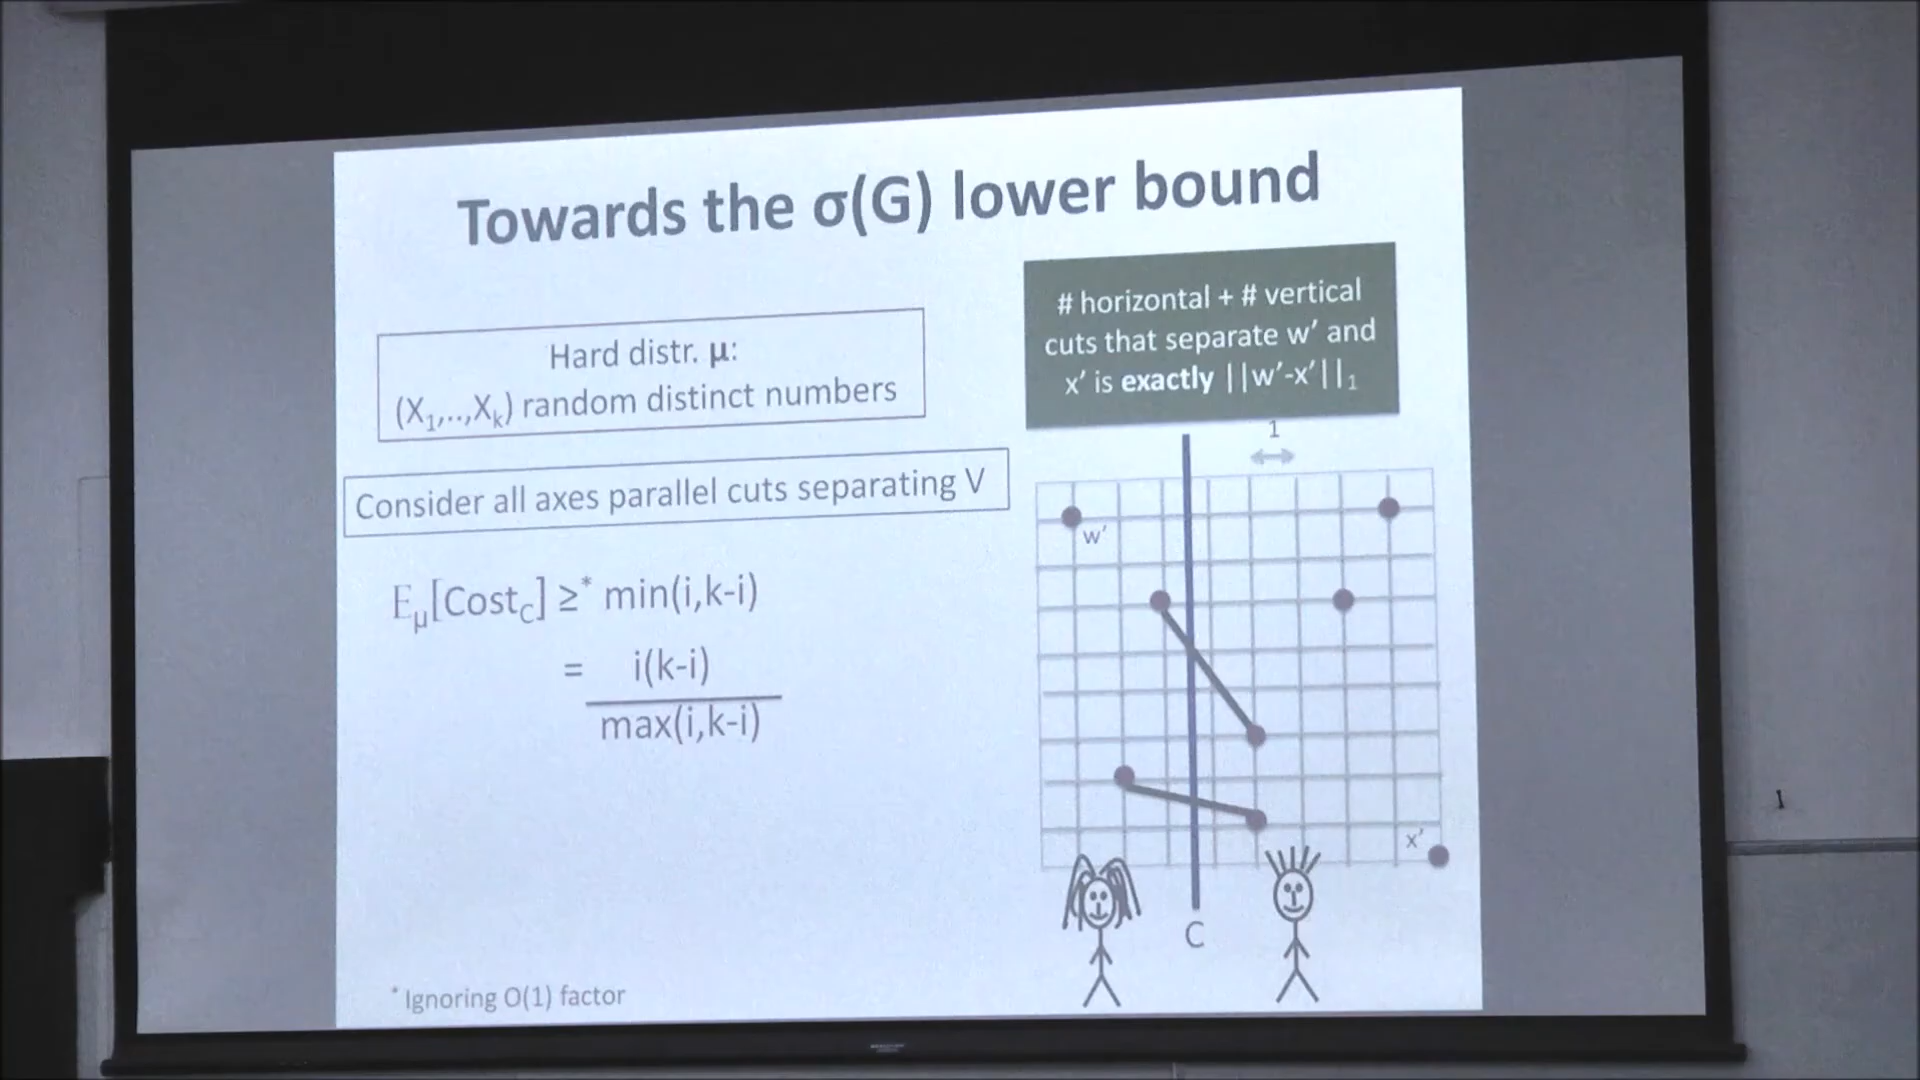 Towards the σ(G) lower bound
Hard distr. μ:
(X₁,..,Xₖ) random distinct numbers
Consider all axes parallel cuts separating V
E_μ[Cost_C] ≥* min(i,k-i)
= i(k-i)
max(i,k-i)
* Ignoring O(1) factor
# horizontal + # vertical
cuts that separate w’ and
x’ is exactly ||w’-x’||₁
1
w’
x’
C